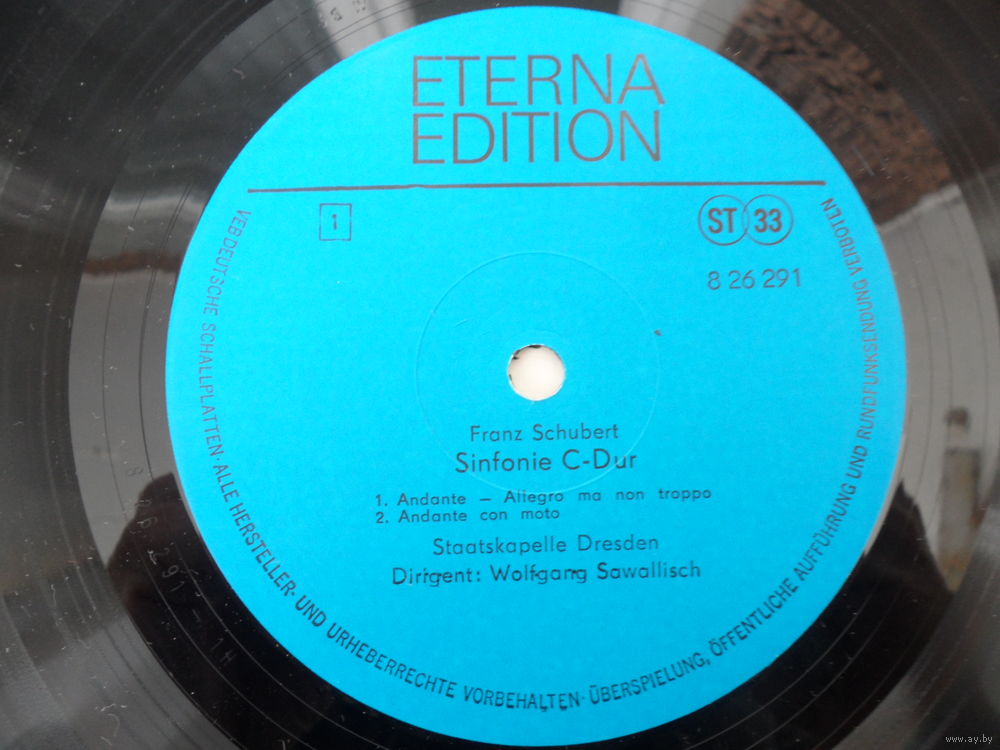 ETERNA
EDITION
1
ST 33
8 26 291
Franz Schubert
Sinfonie C-Dur
1. Andante – Allegro ma non troppo
2. Andante con moto
Staatskapelle Dresden
Dirigent: Wolfgang Sawallisch
VEB DEUTSCHE SCHALLPLATTEN · ALLE HERSTELLER- UND URHEBERRECHTE VORBEHALTEN · ÜBERSPIELUNG, ÖFFENTLICHE AUFFÜHRUNG UND RUNDFUNKSENDUNG VERBOTEN
www.ay.by